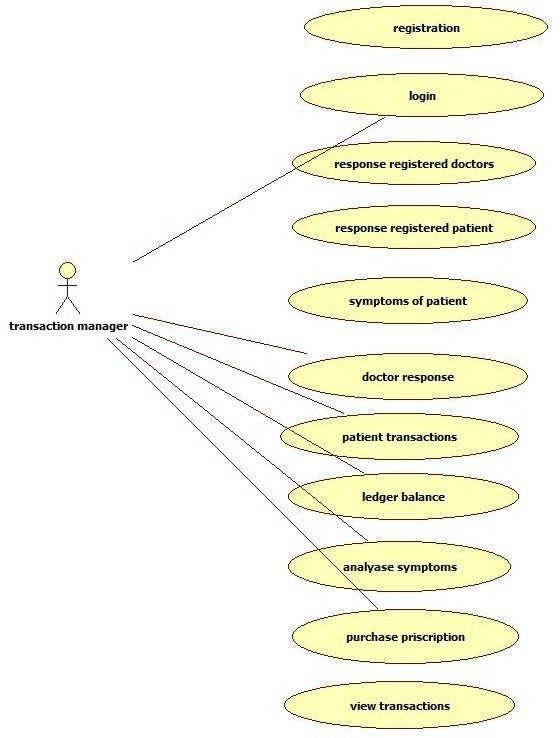 registration
login
response registered doctors
response registered patient
symptoms of patient
transaction manager
doctor response
patient transactions
ledger balance
analyase symptoms
purchase priscription
view transactions